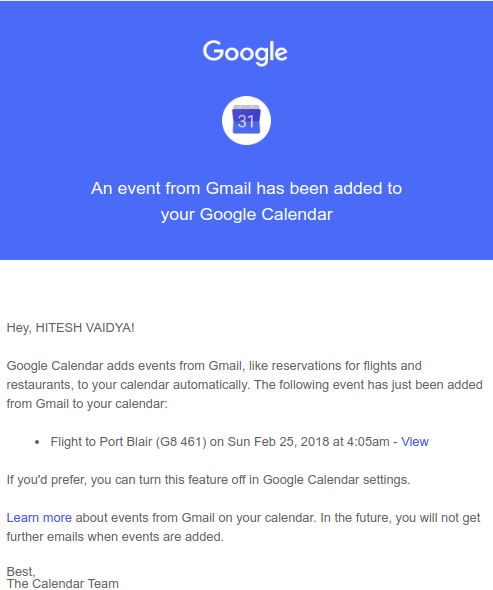 Google
31
An event from Gmail has been added to
your Google Calendar
Hey, HITESH VAIDYA!
Google Calendar adds events from Gmail, like reservations for flights and
restaurants, to your calendar automatically. The following event has just been added
from Gmail to your calendar:
• Flight to Port Blair (G8 461) on Sun Feb 25, 2018 at 4:05am - View
If you'd prefer, you can turn this feature off in Google Calendar settings.
Learn more about events from Gmail on your calendar. In the future, you will not get
further emails when events are added.
Best,
The Calendar Team